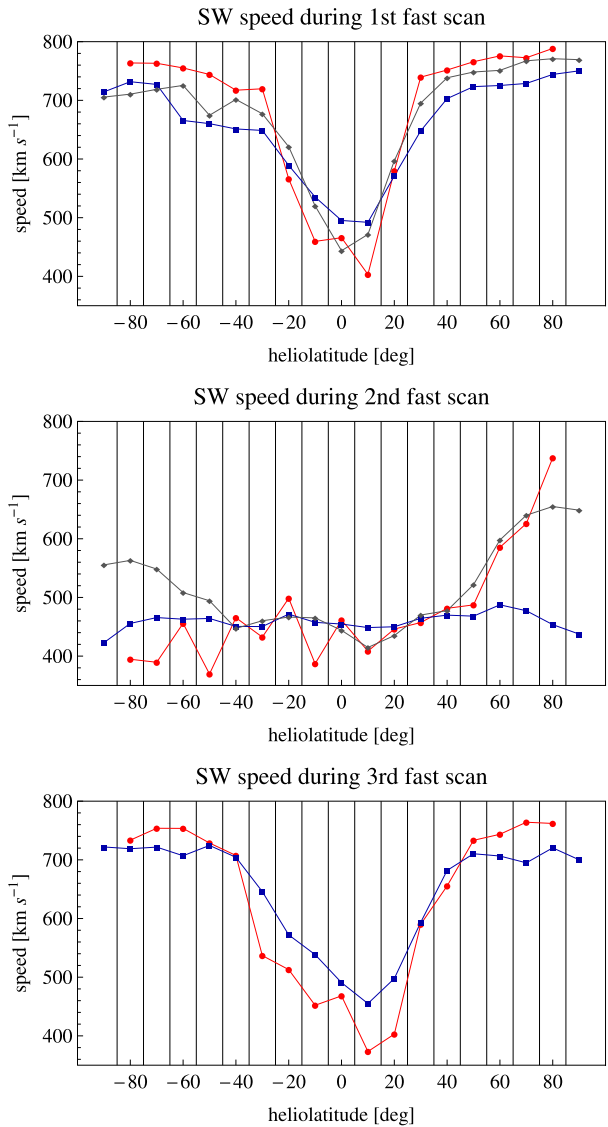 SW speed during 1st fast scan
800
700
600
500
400
speed [km s⁻¹]
−80 −60 −40 −20 0 20 40 60 80
heliolatitude [deg]
SW speed during 2nd fast scan
800
700
600
500
400
speed [km s⁻¹]
−80 −60 −40 −20 0 20 40 60 80
heliolatitude [deg]
SW speed during 3rd fast scan
800
700
600
500
400
speed [km s⁻¹]
−80 −60 −40 −20 0 20 40 60 80
heliolatitude [deg]